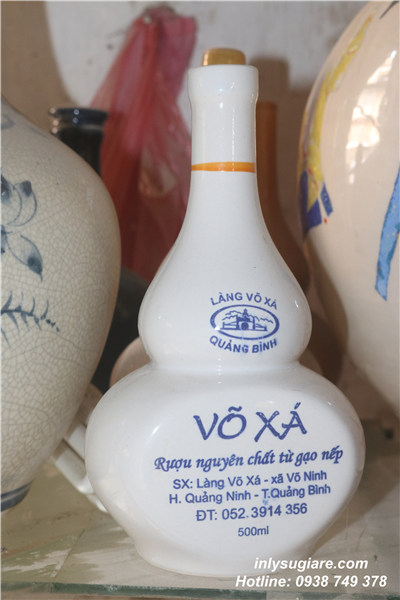 LÀNG VÕ XÁ
QUẢNG BÌNH
VÕ XÁ
Rượu nguyên chất từ gạo nếp
SX: Làng Võ Xá - xã Võ Ninh
H. Quảng Ninh - T.Quảng Bình
ĐT: 052.3914 356
500ml
inlysugiare.com
Hotline: 0938 749 378